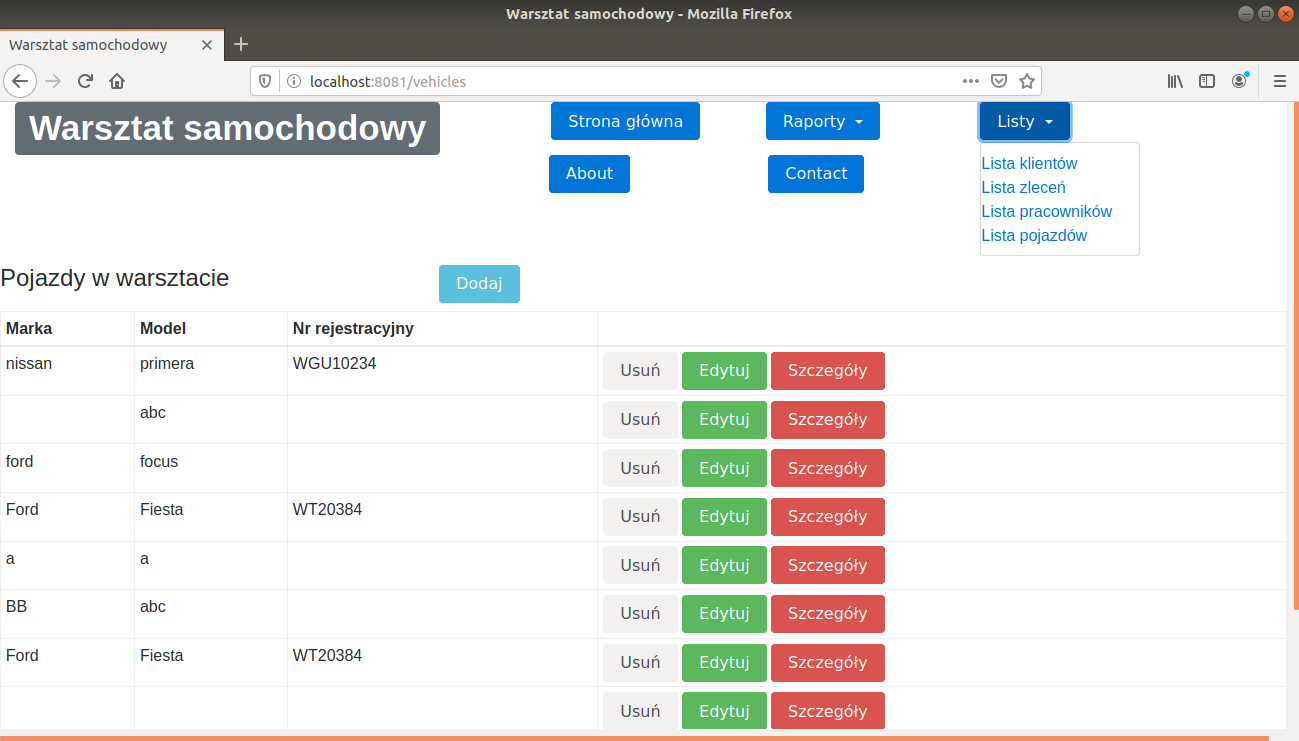 Warsztat samochodowy - Mozilla Firefox
Warsztat samochodowy
localhost:8081/vehicles
Warsztat samochodowy Strona główna Raporty Listy
About Contact
Lista klientów
Lista zleceń
Lista pracowników
Lista pojazdów
Pojazdy w warsztacie Dodaj
Marka Model Nr rejestracyjny
nissan primera WGU10234 Usuń Edytuj Szczegóły
abc Usuń Edytuj Szczegóły
ford focus Usuń Edytuj Szczegóły
Ford Fiesta WT20384 Usuń Edytuj Szczegóły
a a Usuń Edytuj Szczegóły
BB abc Usuń Edytuj Szczegóły
Ford Fiesta WT20384 Usuń Edytuj Szczegóły
Usuń Edytuj Szczegóły